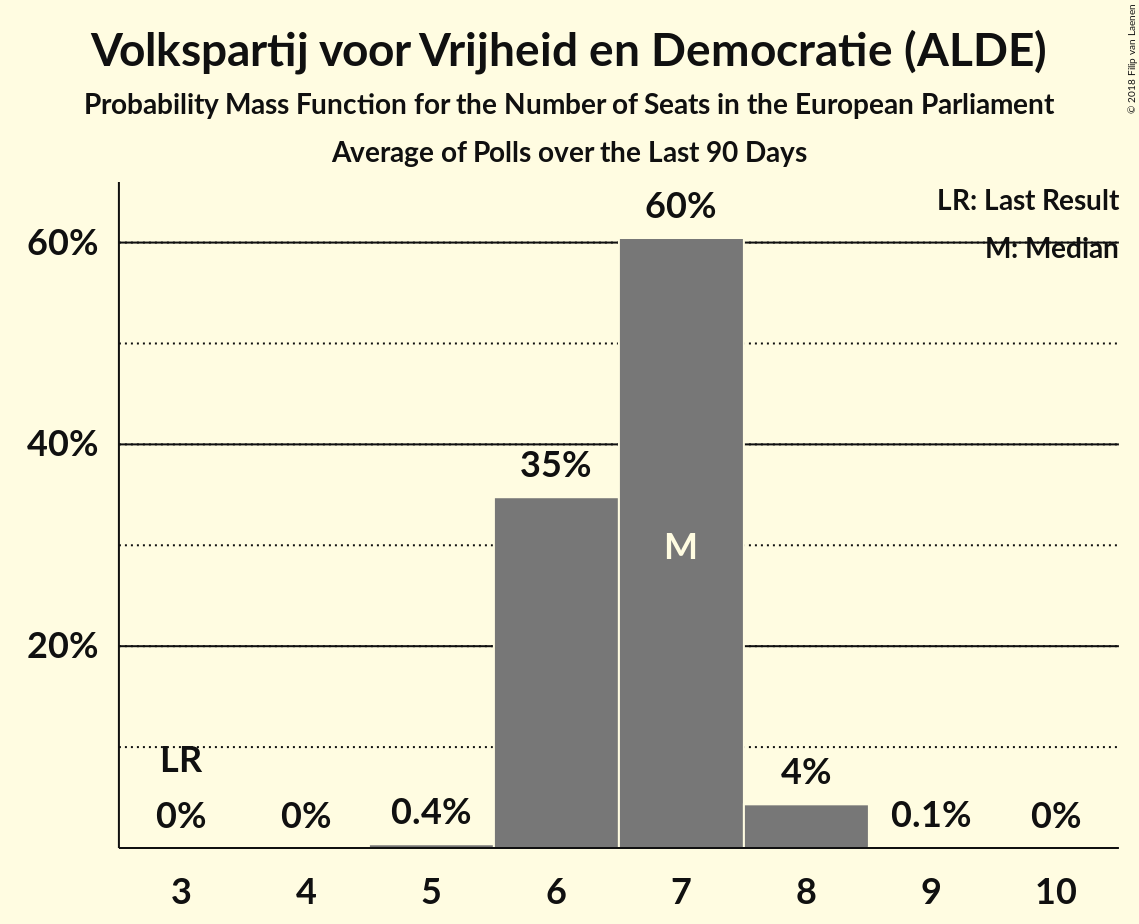 Volkspartij voor Vrijheid en Democratie (ALDE)
Probability Mass Function for the Number of Seats in the European Parliament
Average of Polls over the Last 90 Days
© 2018 Filip van Laenen
LR: Last Result
M: Median
60%
40%
20%
LR
0%
0%
0.4%
35%
60%
M
4%
0.1%
0%
3 4 5 6 7 8 9 10